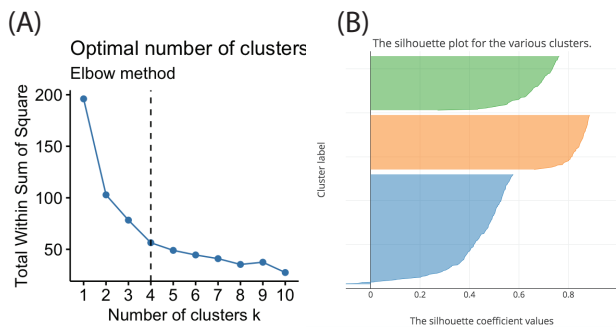 (A)
Optimal number of clusters
Elbow method
Total Within Sum of Square
200
150
100
50
1 2 3 4 5 6 7 8 9 10
Number of clusters k
(B)
The silhouette plot for the various clusters.
Cluster label
0 0.2 0.4 0.6 0.8
The silhouette coefficient values